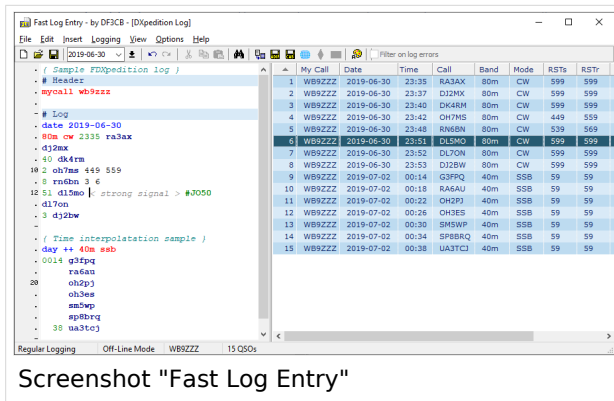 Fast Log Entry - by DF3CB - [DXpedition Log]
File Edit Insert Logging View Options Help
2019-06-30 Filter on log errors
{ Sample FDXpedition log }
# Header
mycall wb9zzz
# Log
date 2019-06-30
80m cw 2335 ra3ax
dj2mx
40 dk4rm
10 2 oh7ms 449 559
8 rn6bn 3 6
12 51 dl5mo < strong signal > #JO50
dl7on
3 dj2bw
{ Time interpolatation sample }
day ++ 40m ssb
0014 g3fpq
ra6au
20 oh2pj
oh3es
sm5wp
sp8brq
38 ua3tcj
My Call Date Time Call Band Mode RSTs RSTr
1 WB9ZZZ 2019-06-30 23:35 RA3AX 80m CW 599 599
2 WB9ZZZ 2019-06-30 23:37 DJ2MX 80m CW 599 599
3 WB9ZZZ 2019-06-30 23:40 DK4RM 80m CW 599 599
4 WB9ZZZ 2019-06-30 23:42 OH7MS 80m CW 449 559
5 WB9ZZZ 2019-06-30 23:48 RN6BN 80m CW 539 569
6 WB9ZZZ 2019-06-30 23:51 DL5MO 80m CW 599 599
7 WB9ZZZ 2019-06-30 23:52 DL7ON 80m CW 599 599
8 WB9ZZZ 2019-06-30 23:53 DJ2BW 80m CW 599 599
9 WB9ZZZ 2019-07-02 00:14 G3FPQ 40m SSB 59 59
10 WB9ZZZ 2019-07-02 00:18 RA6AU 40m SSB 59 59
11 WB9ZZZ 2019-07-02 00:22 OH2PJ 40m SSB 59 59
12 WB9ZZZ 2019-07-02 00:26 OH3ES 40m SSB 59 59
13 WB9ZZZ 2019-07-02 00:30 SM5WP 40m SSB 59 59
14 WB9ZZZ 2019-07-02 00:34 SP8BRQ 40m SSB 59 59
15 WB9ZZZ 2019-07-02 00:38 UA3TCJ 40m SSB 59 59
Regular Logging Off-Line Mode WB9ZZZ 15 QSOs
Screenshot "Fast Log Entry"